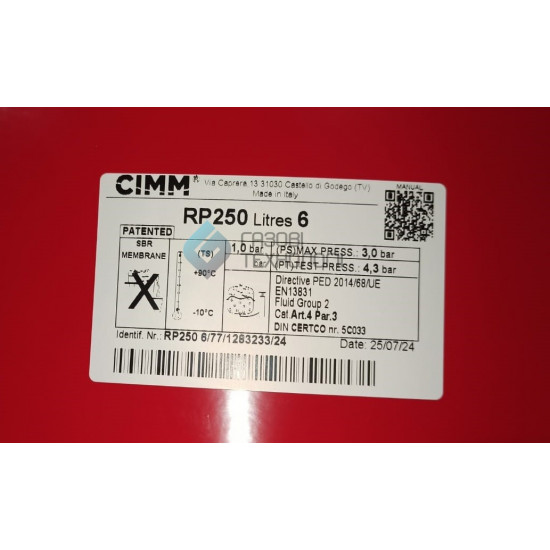 CIMM R Via Caprera,13 31030 Castello di Godego (TV)
Made in Italy
MANUAL
RP250 Litres 6
PATENTED
SBR
MEMBRANE
X
(TS)
+90°C
-10°C
1,0 bar
(PS)MAX PRESS.: 3,0 bar
bar
(PT)TEST PRESS.: 4,3 bar
Directive PED 2014/68/UE
EN13831
Fluid Group 2
Cat.Art.4 Par.3
DIN CERTCO nr. 5C033
Identif. Nr.: RP250 6/77/1283233/24
Date: 25/07/24
ГАЗОВІ
ТЕХНОЛОГІЇ